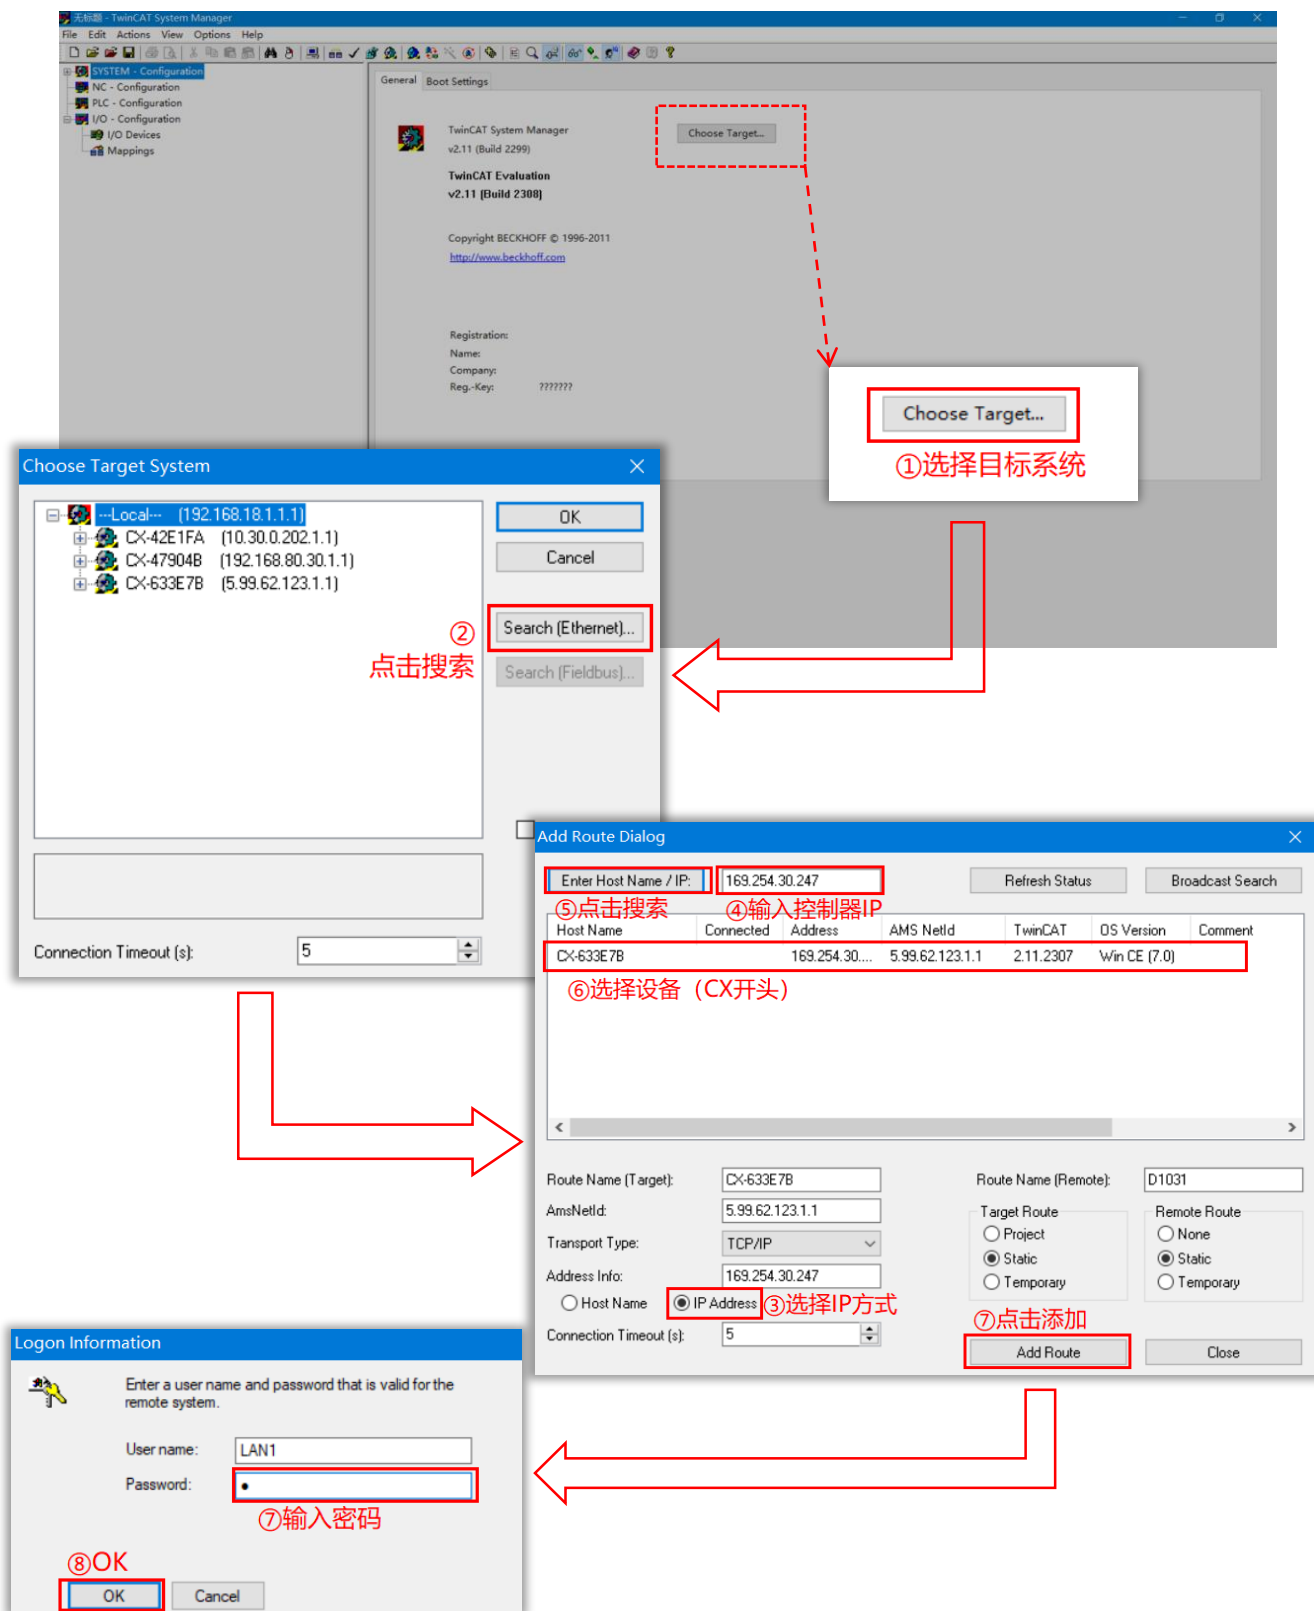 无标题 - TwinCAT System Manager
File Edit Actions View Options Help
SYSTEM - Configuration
NC - Configuration
PLC - Configuration
I/O - Configuration
I/O Devices
Mappings
General Boot Settings
TwinCAT System Manager
v2.11 (Build 2299)
Choose Target...
TwinCAT Evaluation
v2.11 (Build 2308)
Copyright BECKHOFF © 1996-2011
http://www.beckhoff.com
Registration:
Name:
Company:
Reg.-Key: ???????
Choose Target...
①选择目标系统
Choose Target System
---Local--- (192.168.18.1.1.1)
CX-42E1FA (10.30.0.202.1.1)
CX-47904B (192.168.80.30.1.1)
CX-633E7B (5.99.62.123.1.1)
OK
Cancel
Search (Ethernet)...
②
点击搜索
Search (Fieldbus)...
Connection Timeout (s): 5
Add Route Dialog
Enter Host Name / IP: 169.254.30.247 Refresh Status Broadcast Search
⑤点击搜索 ④输入控制器IP
Host Name Connected Address AMS NetId TwinCAT OS Version Comment
CX-633E7B 169.254.30.... 5.99.62.123.1.1 2.11.2307 Win CE (7.0)
⑥选择设备（CX开头）
Route Name (Target): CX-633E7B Route Name (Remote): D1031
AmsNetId: 5.99.62.123.1.1 Target Route Remote Route
Project None
Transport Type: TCP/IP
Static Static
Address Info: 169.254.30.247
Temporary Temporary
Host Name IP Address ③选择IP方式
⑦点击添加
Connection Timeout (s): 5
Add Route Close
Logon Information
Enter a user name and password that is valid for the
remote system.
User name: LAN1
Password: ●
⑦输入密码
⑧OK
OK Cancel